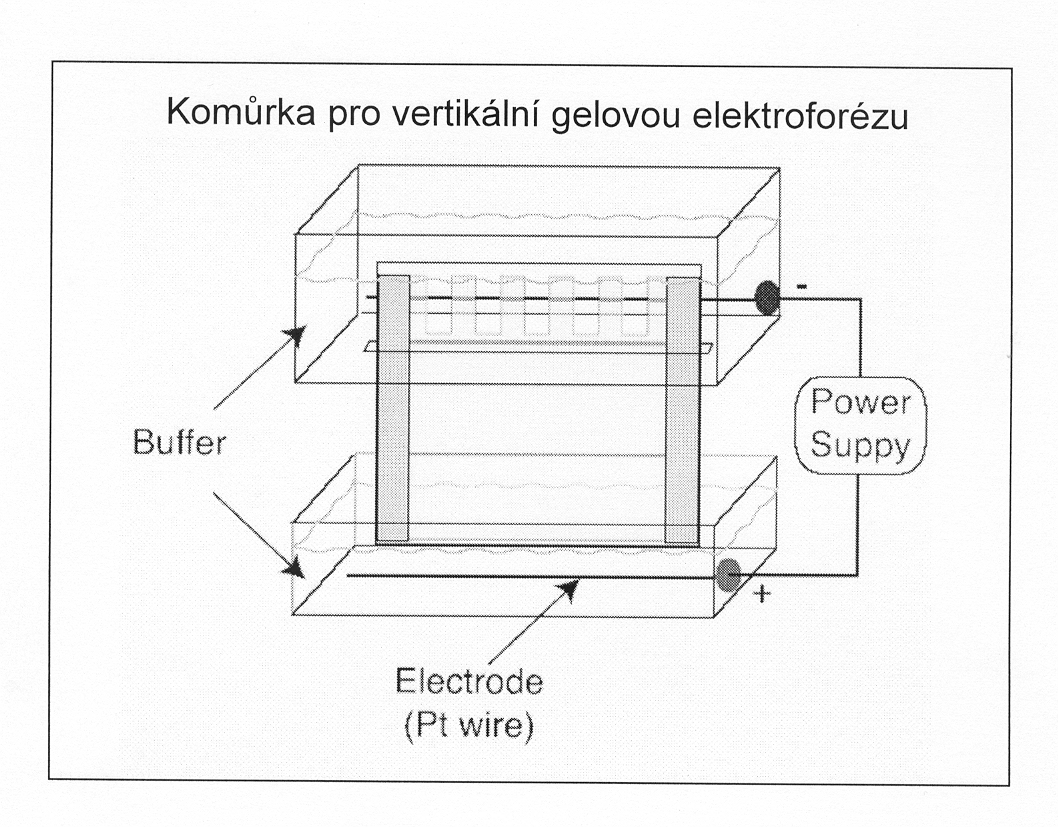 Komůrka pro vertikální gelovou elektroforézu
-
Power
Suppy
Buffer
+
Electrode
(Pt wire)